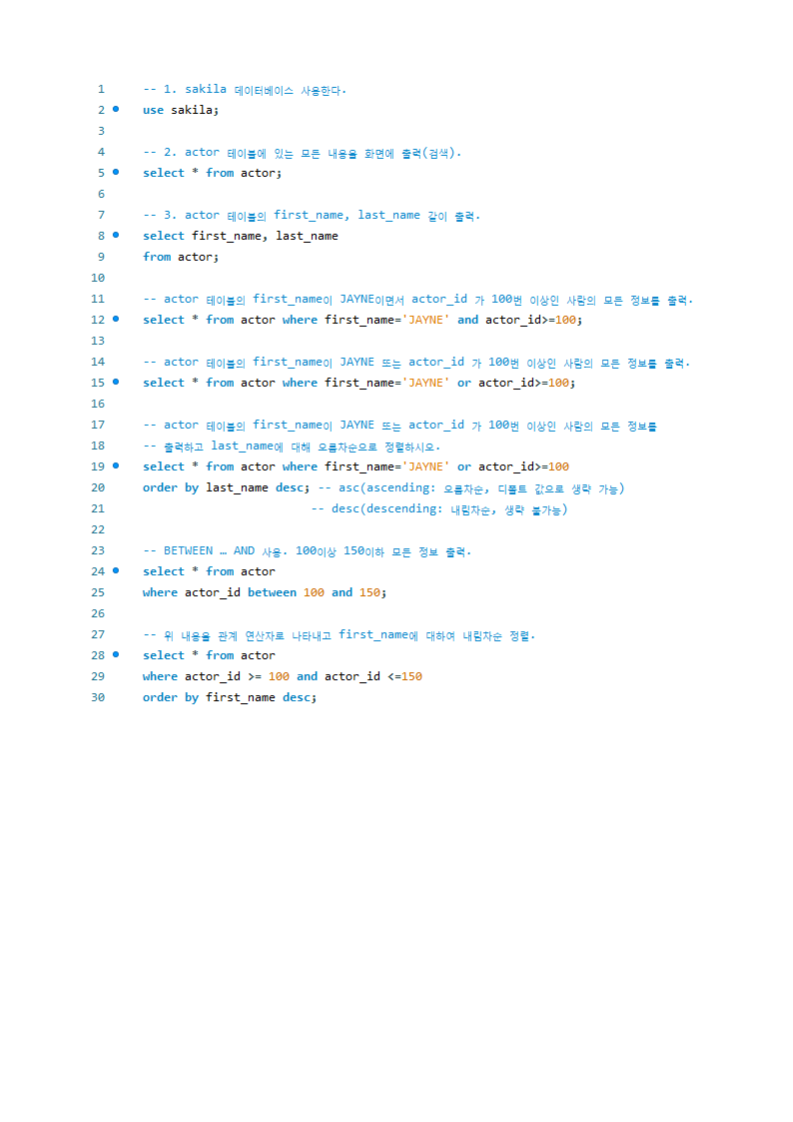 1 -- 1. sakila 데이터베이스 사용한다.
2 use sakila;
3
4 -- 2. actor 테이블에 있는 모든 내용을 화면에 출력(검색).
5 select * from actor;
6
7 -- 3. actor 테이블의 first_name, last_name 같이 출력.
8 select first_name, last_name
9 from actor;
10
11 -- actor 테이블의 first_name이 JAYNE이면서 actor_id 가 100번 이상인 사람의 모든 정보를 출력.
12 select * from actor where first_name='JAYNE' and actor_id>=100;
13
14 -- actor 테이블의 first_name이 JAYNE 또는 actor_id 가 100번 이상인 사람의 모든 정보를 출력.
15 select * from actor where first_name='JAYNE' or actor_id>=100;
16
17 -- actor 테이블의 first_name이 JAYNE 또는 actor_id 가 100번 이상인 사람의 모든 정보를
18 -- 출력하고 last_name에 대해 오름차순으로 정렬하시오.
19 select * from actor where first_name='JAYNE' or actor_id>=100
20 order by last_name desc; -- asc(ascending: 오름차순, 디폴트 값으로 생략 가능)
21 -- desc(descending: 내림차순, 생략 불가능)
22
23 -- BETWEEN … AND 사용. 100이상 150이하 모든 정보 출력.
24 select * from actor
25 where actor_id between 100 and 150;
26
27 -- 위 내용을 관계 연산자로 나타내고 first_name에 대하여 내림차순 정렬.
28 select * from actor
29 where actor_id >= 100 and actor_id <=150
30 order by first_name desc;